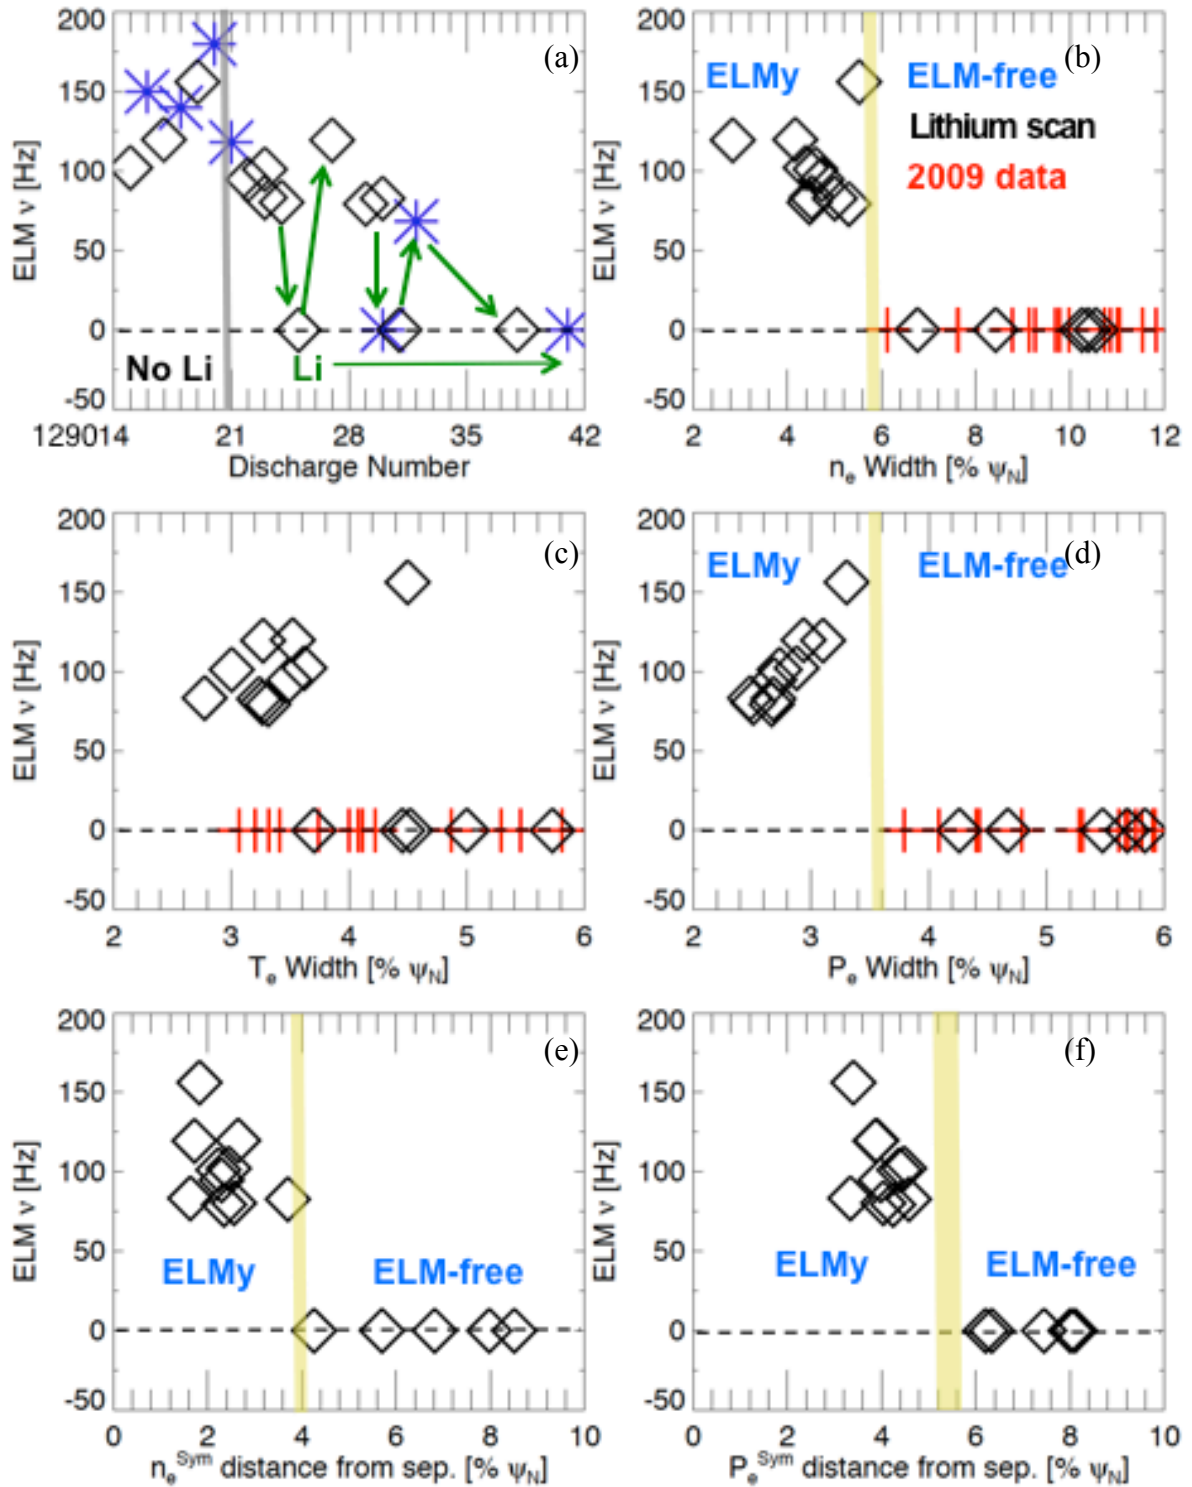 (a)
ELM ν [Hz]
200
150
100
50
0
-50
No Li
Li
129014 21 28 35 42
Discharge Number
(b)
ELMy ELM-free
Lithium scan
2009 data
ELM ν [Hz]
200
150
100
50
0
-50
2 4 6 8 10 12
nₑ Width [% ψN]
(c)
ELM ν [Hz]
200
150
100
50
0
-50
2 3 4 5 6
Tₑ Width [% ψN]
(d)
ELMy ELM-free
ELM ν [Hz]
200
150
100
50
0
-50
2 3 4 5 6
Pₑ Width [% ψN]
(e)
ELM ν [Hz]
200
150
100
50
0
-50
ELMy ELM-free
0 2 4 6 8 10
nₑSym distance from sep. [% ψN]
(f)
ELM ν [Hz]
200
150
100
50
0
-50
ELMy ELM-free
0 2 4 6 8 10
PₑSym distance from sep. [% ψN]